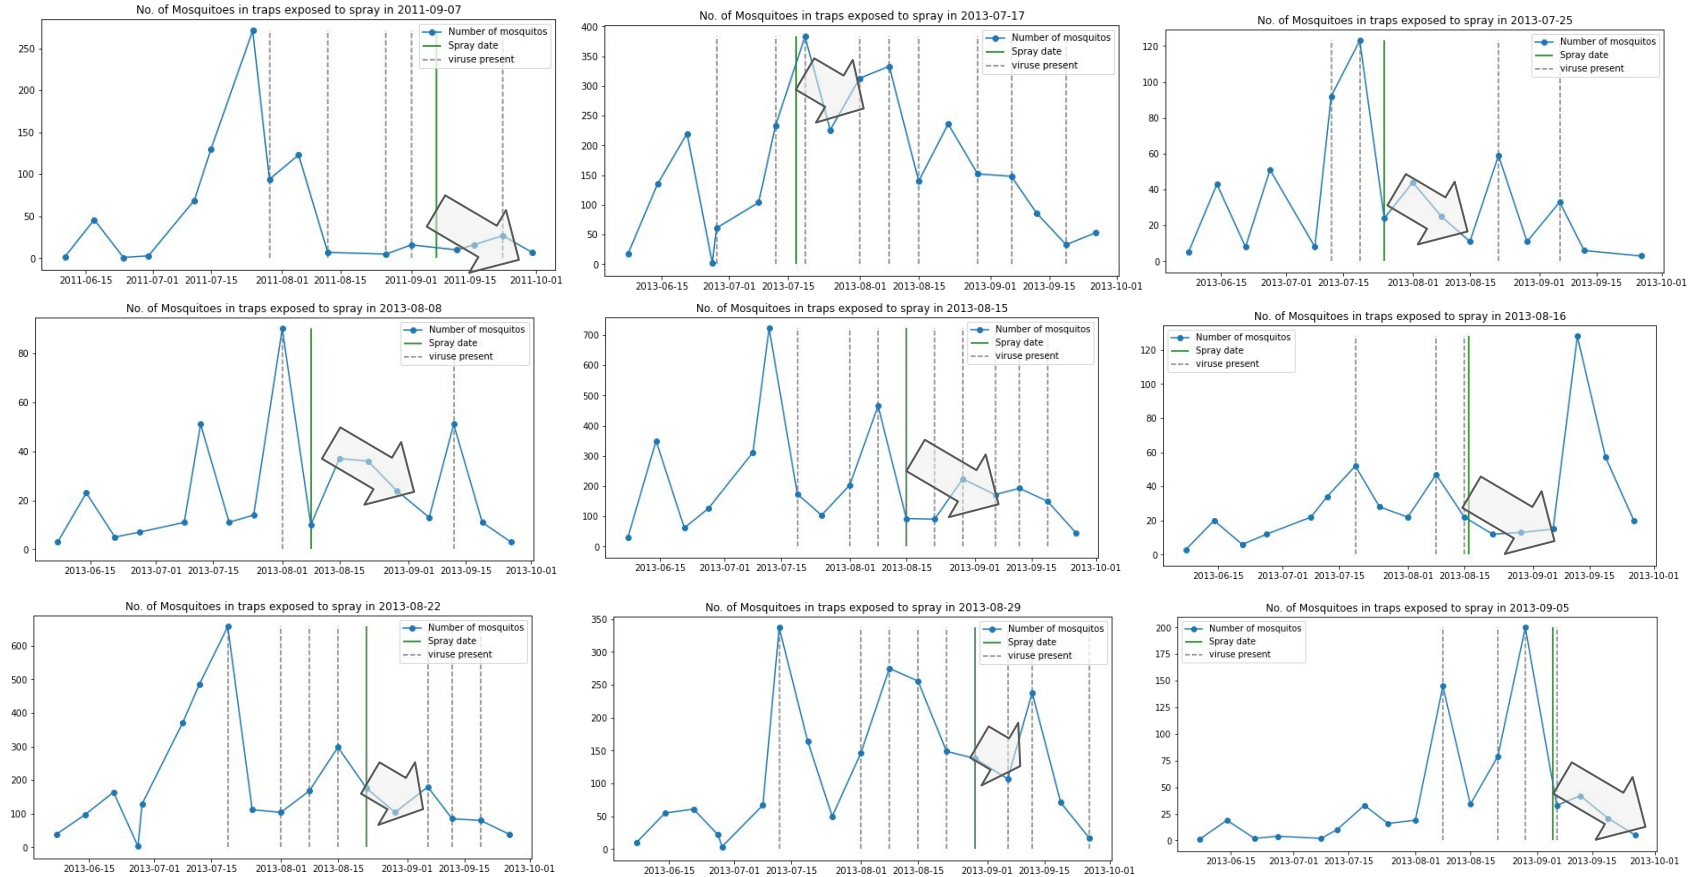 No. of Mosquitoes in traps exposed to spray in 2011-09-07
Number of mosquitos
Spray date
viruse present
250
200
150
100
50
0
2011-06-15 2011-07-01 2011-07-15 2011-08-01 2011-08-15 2011-09-01 2011-09-15 2011-10-01
No. of Mosquitoes in traps exposed to spray in 2013-07-17
Number of mosquitos
Spray date
viruse present
400
350
300
250
200
150
100
50
0
2013-06-15 2013-07-01 2013-07-15 2013-08-01 2013-08-15 2013-09-01 2013-09-15 2013-10-01
No. of Mosquitoes in traps exposed to spray in 2013-07-25
Number of mosquitos
Spray date
viruse present
120
100
80
60
40
20
0
2013-06-15 2013-07-01 2013-07-15 2013-08-01 2013-08-15 2013-09-01 2013-09-15 2013-10-01
No. of Mosquitoes in traps exposed to spray in 2013-08-08
Number of mosquitos
Spray date
viruse present
80
60
40
20
0
2013-06-15 2013-07-01 2013-07-15 2013-08-01 2013-08-15 2013-09-01 2013-09-15 2013-10-01
No. of Mosquitoes in traps exposed to spray in 2013-08-15
Number of mosquitos
Spray date
viruse present
700
600
500
400
300
200
100
0
2013-06-15 2013-07-01 2013-07-15 2013-08-01 2013-08-15 2013-09-01 2013-09-15 2013-10-01
No. of Mosquitoes in traps exposed to spray in 2013-08-16
Number of mosquitos
Spray date
viruse present
120
100
80
60
40
20
0
2013-06-15 2013-07-01 2013-07-15 2013-08-01 2013-08-15 2013-09-01 2013-09-15 2013-10-01
No. of Mosquitoes in traps exposed to spray in 2013-08-22
Number of mosquitos
Spray date
viruse present
600
500
400
300
200
100
0
2013-06-15 2013-07-01 2013-07-15 2013-08-01 2013-08-15 2013-09-01 2013-09-15 2013-10-01
No. of Mosquitoes in traps exposed to spray in 2013-08-29
Number of mosquitos
Spray date
viruse present
350
300
250
200
150
100
50
0
2013-06-15 2013-07-01 2013-07-15 2013-08-01 2013-08-15 2013-09-01 2013-09-15 2013-10-01
No. of Mosquitoes in traps exposed to spray in 2013-09-05
Number of mosquitos
Spray date
viruse present
200
175
150
125
100
75
50
25
0
2013-06-15 2013-07-01 2013-07-15 2013-08-01 2013-08-15 2013-09-01 2013-09-15 2013-10-01